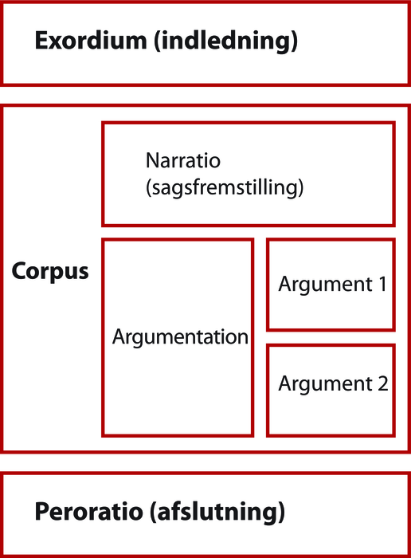 Exordium (indledning)
Corpus
Narratio
(sagsfremstilling)
Argumentation
Argument 1
Argument 2
Peroratio (afslutning)